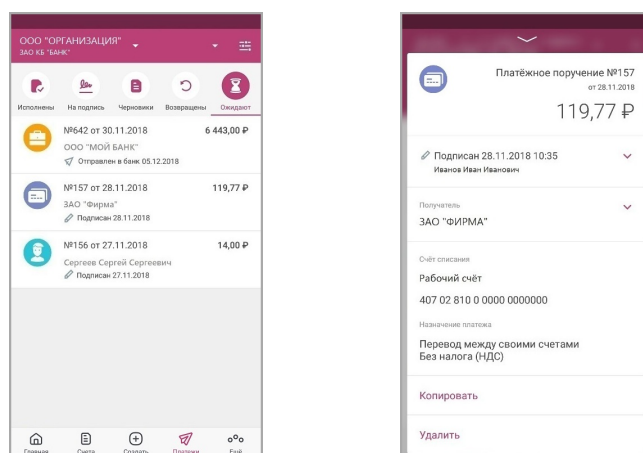 ООО "ОРГАНИЗАЦИЯ"
ЗАО КБ "БАНК"
Исполнены
На подпись
Черновики
Возвращены
Ожидают
№642 от 30.11.2018
6 443,00 ₽
ООО "МОЙ БАНК"
Отправлен в банк 05.12.2018
№157 от 28.11.2018
119,77 ₽
ЗАО "Фирма"
Подписан 28.11.2018
№156 от 27.11.2018
14,00 ₽
Сергеев Сергей Сергеевич
Подписан 27.11.2018
Главная
Счета
Создать
Платежи
Ещё
Платёжное поручение №157
от 28.11.2018
119,77 ₽
Подписан 28.11.2018 10:35
Иванов Иван Иванович
Получатель
ЗАО "ФИРМА"
Счёт списания
Рабочий счёт
407 02 810 0 0000 0000000
Назначение платежа
Перевод между своими счетами
Без налога (НДС)
Копировать
Удалить